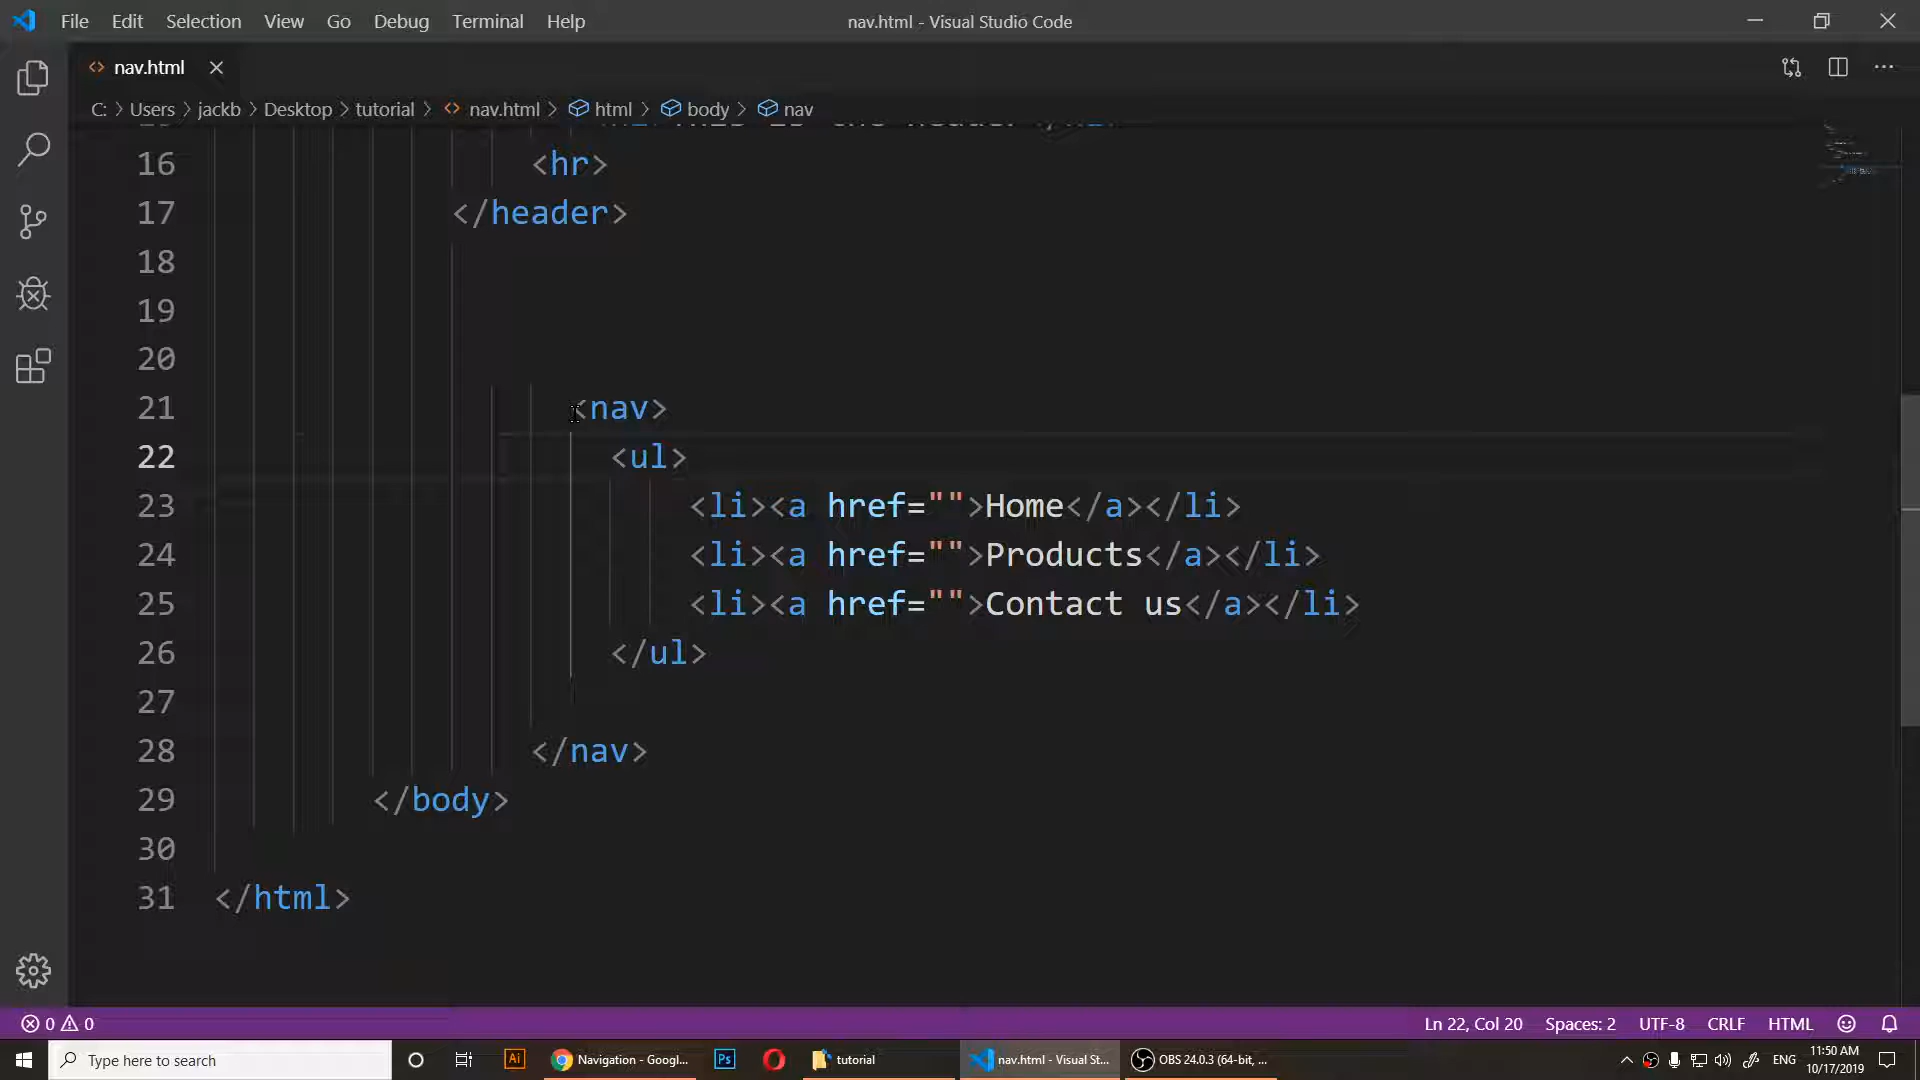 File Edit Selection View Go Debug Terminal Help
nav.html - Visual Studio Code
nav.html
C: > Users > jackb > Desktop > tutorial > nav.html > html > body > nav
16 <hr>
17 </header>
18
19
20
21 <nav>
22 <ul>
23 <li><a href="">Home</a></li>
24 <li><a href="">Products</a></li>
25 <li><a href="">Contact us</a></li>
26 </ul>
27
28 </nav>
29 </body>
30
31 </html>
0 0
Ln 22, Col 20 Spaces: 2 UTF-8 CRLF HTML
Type here to search
Ai
Navigation - Googl...
Ps
tutorial
nav.html - Visual St...
OBS 24.0.3 (64-bit, ...
ENG
11:50 AM
10/17/2019